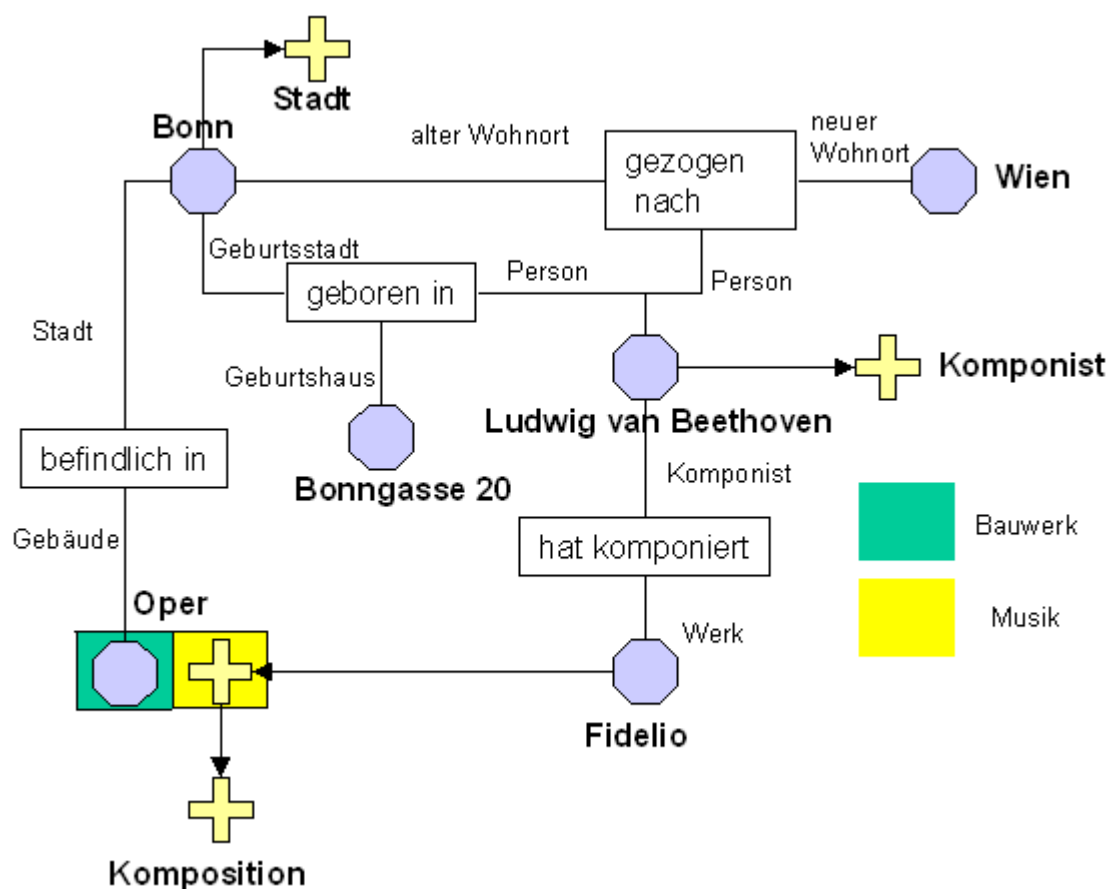 Stadt
Bonn
alter Wohnort
neuer
Wohnort
gezogen
nach
Wien
Geburtsstadt
Person
Person
geboren in
Stadt
Geburtshaus
Komponist
Ludwig van Beethoven
befindlich in
Bonngasse 20
Komponist
Gebäude
hat komponiert
Bauwerk
Oper
Musik
Werk
Fidelio
Komposition